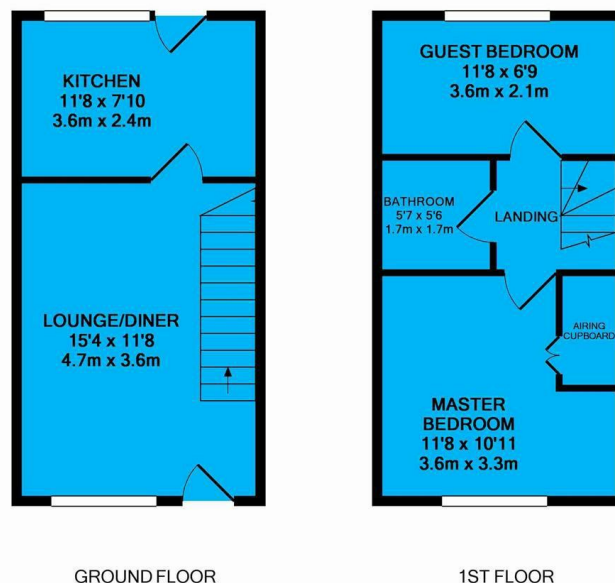 KITCHEN
11'8 x 7'10
3.6m x 2.4m
LOUNGE/DINER
15'4 x 11'8
4.7m x 3.6m
GROUND FLOOR
GUEST BEDROOM
11'8 x 6'9
3.6m x 2.1m
BATHROOM
5'7 x 5'6
1.7m x 1.7m
LANDING
AIRING
CUPBOARD
MASTER
BEDROOM
11'8 x 10'11
3.6m x 3.3m
1ST FLOOR